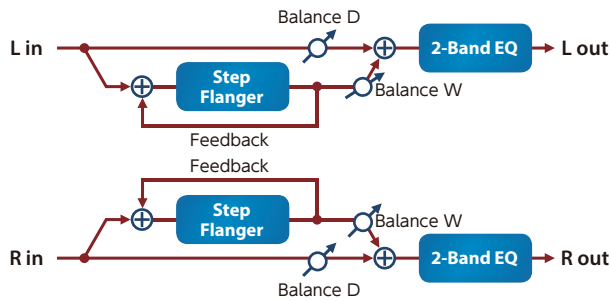 Balance D
L in
2-Band EQ
L out
Step
Flanger
Balance W
Feedback
Feedback
Step
Flanger
Balance W
R in
2-Band EQ
R out
Balance D